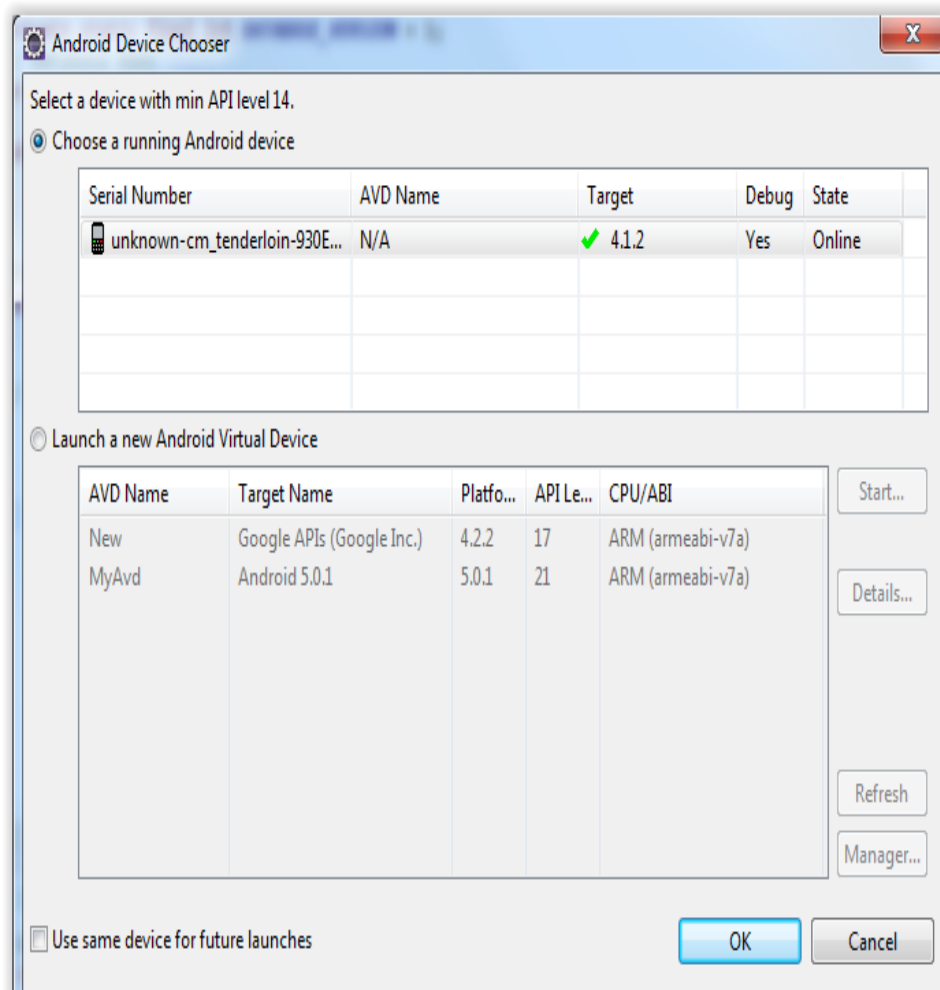 Android Device Chooser
Select a device with min API level 14.
Choose a running Android device
Serial Number AVD Name Target Debug State
unknown-cm_tenderloin-930E... N/A 4.1.2 Yes Online
Launch a new Android Virtual Device
AVD Name Target Name Platfo... API Le... CPU/ABI
New Google APIs (Google Inc.) 4.2.2 17 ARM (armeabi-v7a)
MyAvd Android 5.0.1 5.0.1 21 ARM (armeabi-v7a)
Start...
Details...
Refresh
Manager...
Use same device for future launches
OK Cancel